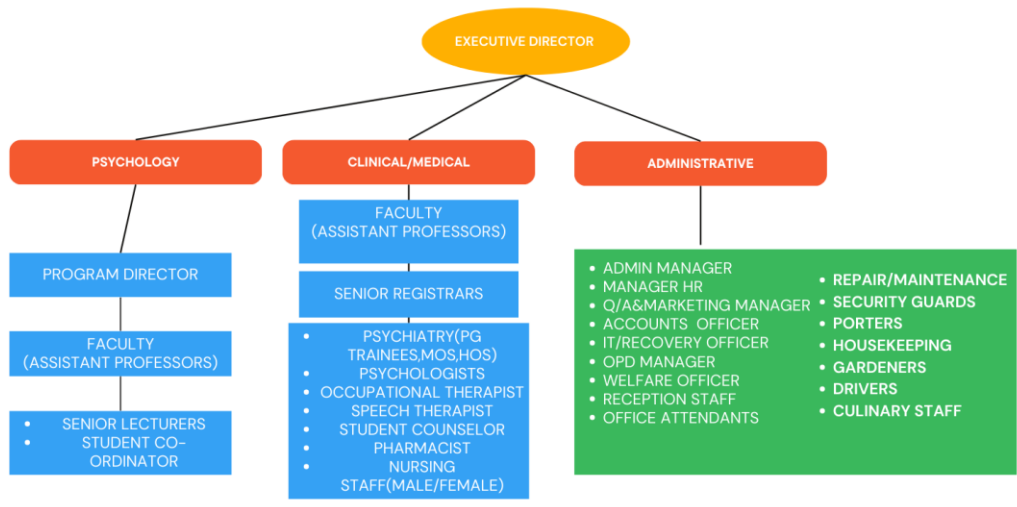 EXECUTIVE DIRECTOR
PSYCHOLOGY
PROGRAM DIRECTOR
FACULTY
(ASSISTANT PROFESSORS)
• SENIOR LECTURERS
• STUDENT CO-
ORDINATOR
CLINICAL/MEDICAL
FACULTY
(ASSISTANT PROFESSORS)
SENIOR REGISTRARS
• PSYCHIATRY(PG
TRAINEES,MOS,HOS)
• PSYCHOLOGISTS
• OCCUPATIONAL THERAPIST
• SPEECH THERAPIST
• STUDENT COUNSELOR
• PHARMACIST
• NURSING
STAFF(MALE/FEMALE)
ADMINISTRATIVE
• ADMIN MANAGER
• MANAGER HR
• Q/A&MARKETING MANAGER
• ACCOUNTS OFFICER
• IT/RECOVERY OFFICER
• OPD MANAGER
• WELFARE OFFICER
• RECEPTION STAFF
• OFFICE ATTENDANTS
• REPAIR/MAINTENANCE
• SECURITY GUARDS
• PORTERS
• HOUSEKEEPING
• GARDENERS
• DRIVERS
• CULINARY STAFF